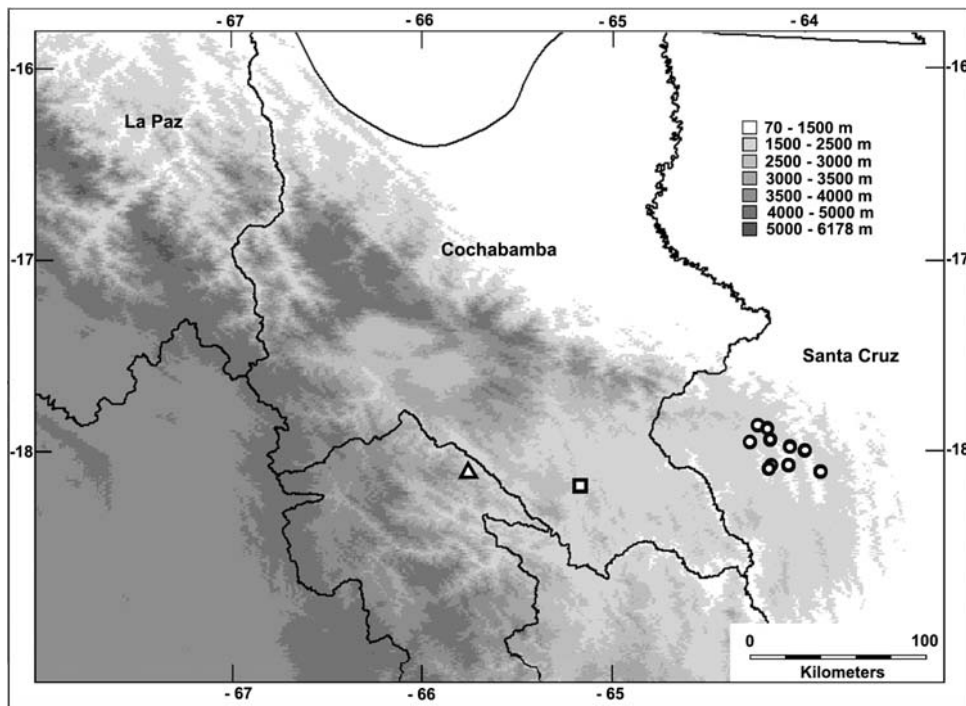 - 67 - 66 - 65 - 64
-16 -16
La Paz
70 - 1500 m
1500 - 2500 m
2500 - 3000 m
3000 - 3500 m
3500 - 4000 m
4000 - 5000 m
5000 - 6178 m
Cochabamba
-17 -17
Santa Cruz
-18 -18
0 100
Kilometers
- 67 - 66 - 65